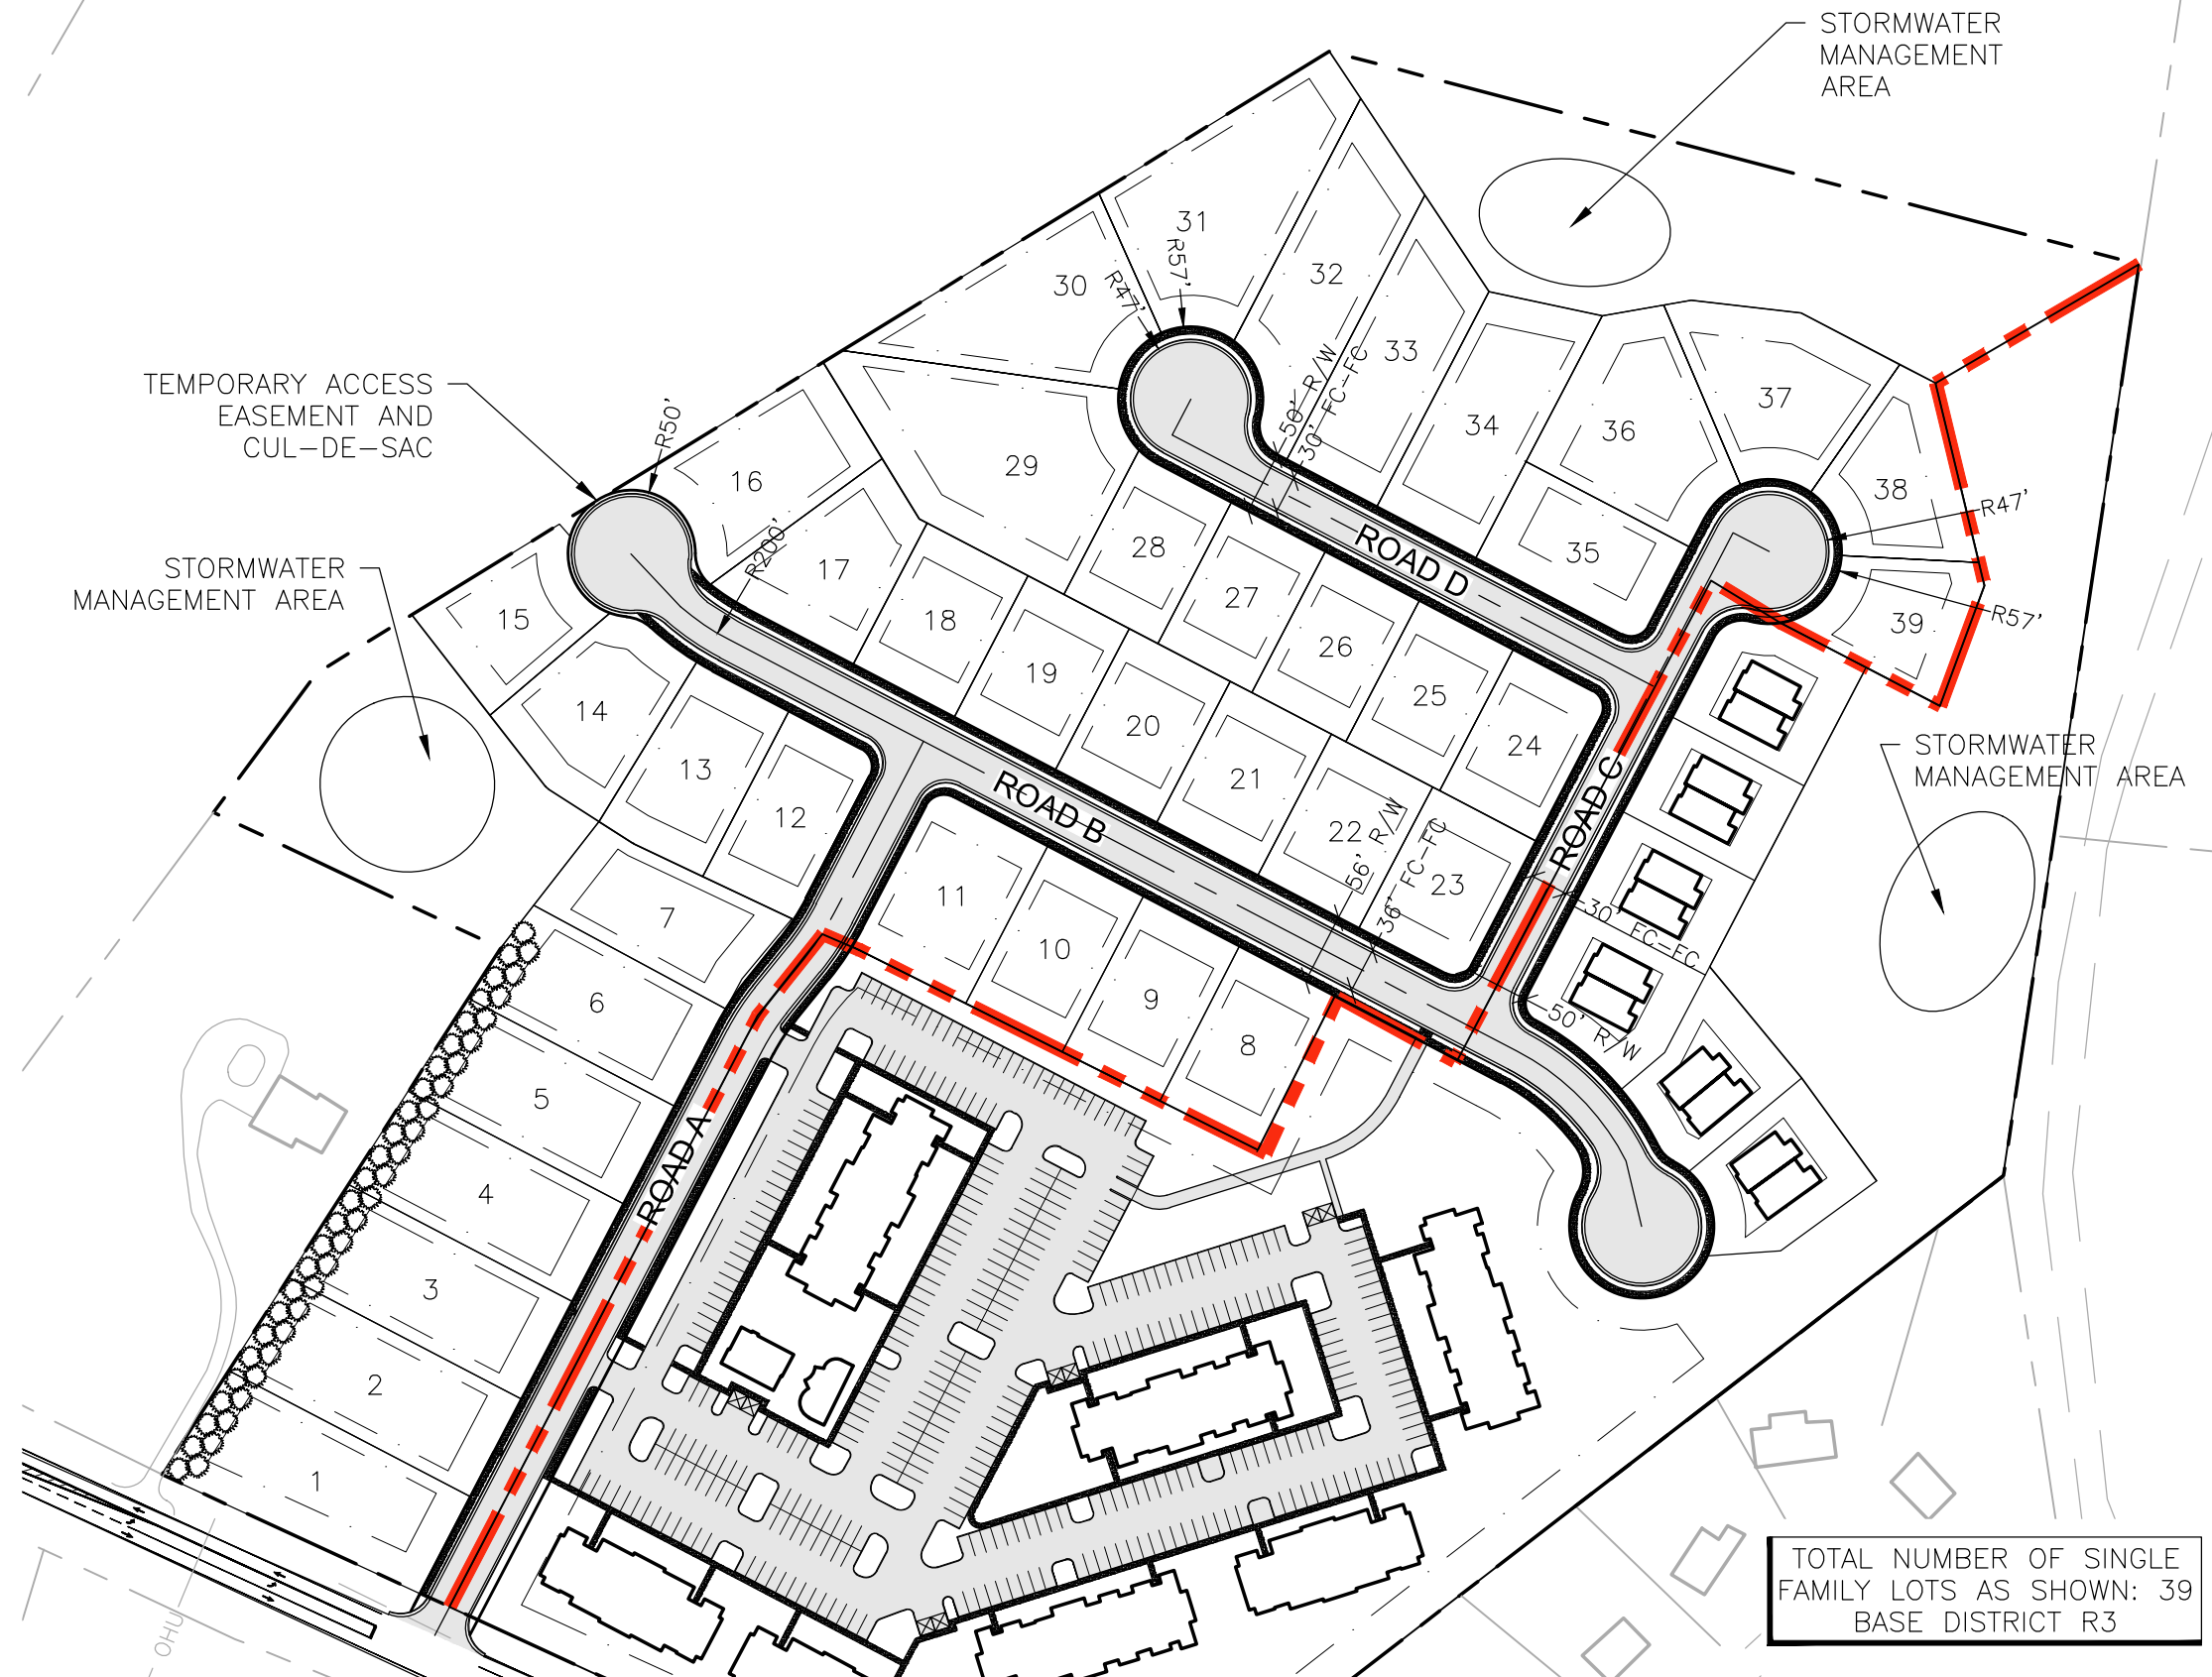 STORMWATER
MANAGEMENT
AREA
TEMPORARY ACCESS
EASEMENT AND
CUL-DE-SAC
STORMWATER
MANAGEMENT AREA
STORMWATER
MANAGEMENT AREA
31
R57'
R47'
30
32
33
50' R/W
30' FC-FC
34
36
37
38
R47'
35
39
R57'
R50'
16
29
R200'
17
28
27
26
25
24
ROAD D
15
14
13
12
18
19
20
21
22
23
ROAD B
56' R/W
36' FC-FC
ROAD C
30'
FC-FC
50' R/W
11
10
9
8
7
6
5
4
3
2
1
ROAD A
OHU
TOTAL NUMBER OF SINGLE
FAMILY LOTS AS SHOWN: 39
BASE DISTRICT R3